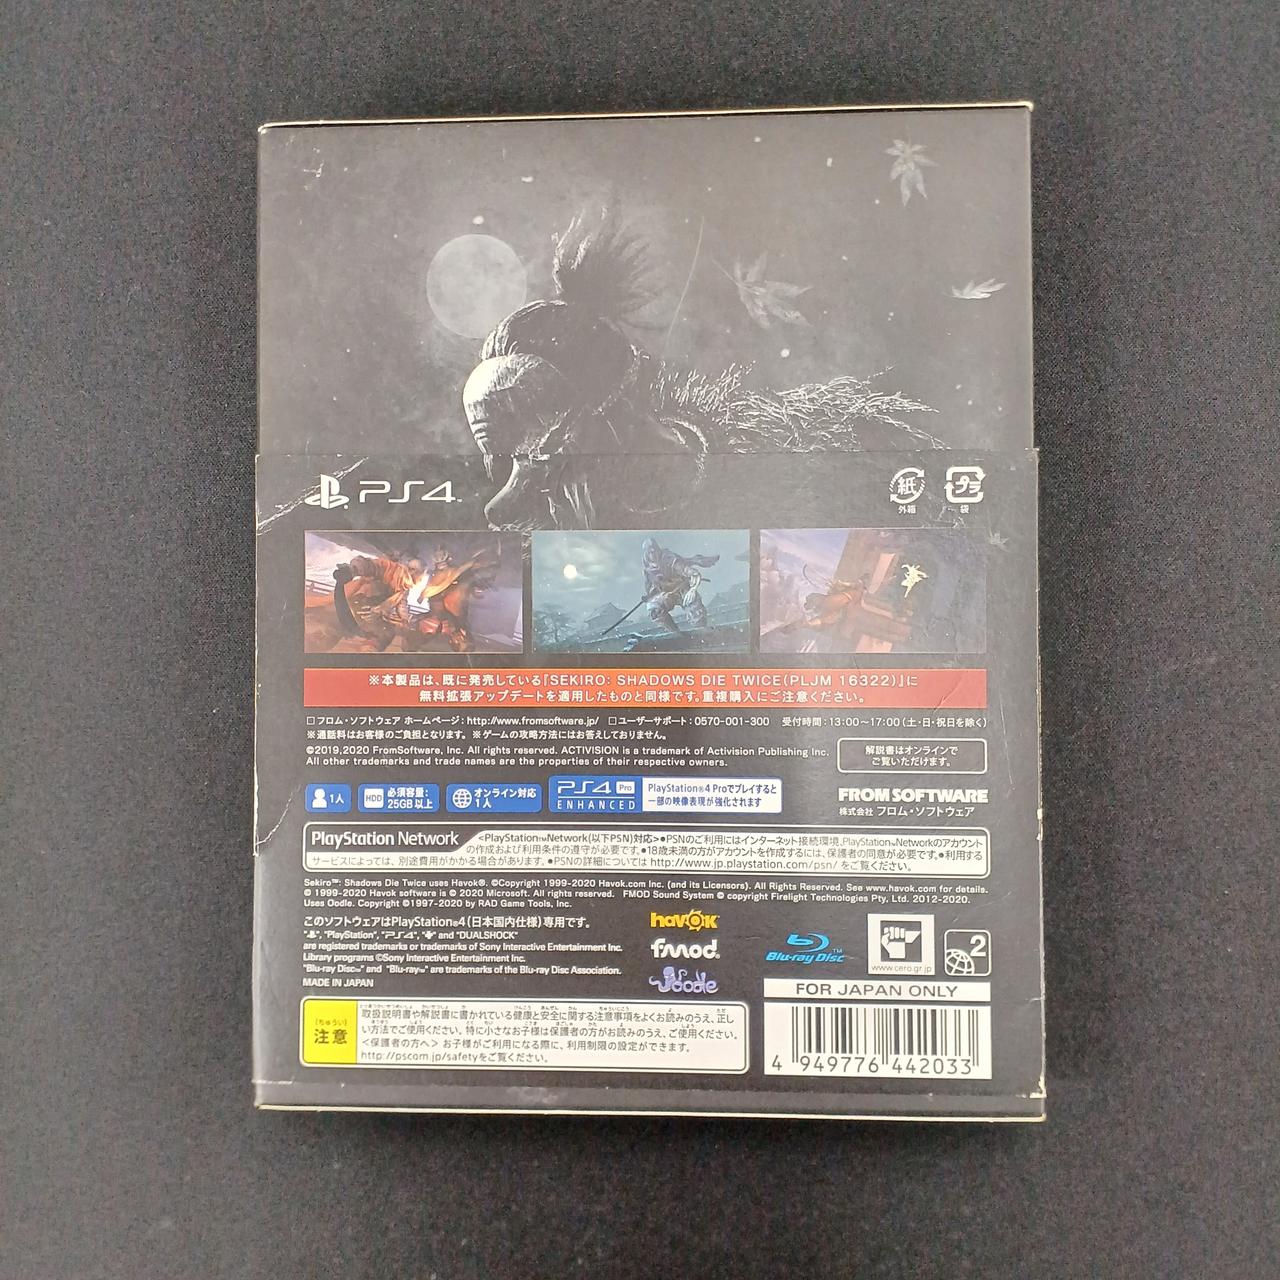 PS4
紙
外箱
プラ
袋
※本製品は、既に発売している『SEKIRO: SHADOWS DIE TWICE(PLJM 16322)』に
無料拡張アップデートを適用したものと同様です。重複購入にご注意ください。
□フロム・ソフトウェア ホームページ：http://www.fromsoftware.jp/ □ユーザーサポート：0570-001-300 受付時間：13:00～17:00（土・日・祝日を除く）
※通話料はお客様のご負担となります。 ※ゲームの攻略方法にはお答えしておりません。
©2019,2020 FromSoftware, Inc. All rights reserved. ACTIVISION is a trademark of Activision Publishing Inc.
All other trademarks and trade names are the properties of their respective owners.
解説書はオンラインで
ご覧いただけます。
1人
HDD 必須容量：
25GB以上
オンライン対応
1人
PS4 Pro
ENHANCED
PlayStation®4 Proでプレイすると
一部の映像表現が強化されます
FROM SOFTWARE
株式会社 フロム・ソフトウェア
PlayStation Network
<PlayStation™Network(以下PSN)対応>●PSNのご利用にはインターネット接続環境、PlayStation™Networkのアカウント
の作成および利用条件の遵守が必要です。●18歳未満の方がアカウントを作成するには、保護者の同意が必要です。●利用する
サービスによっては、別途費用がかかる場合があります。●PSNの詳細については http://www.jp.playstation.com/psn/ をご覧ください。
Sekiro™: Shadows Die Twice uses Havok®. ©Copyright 1999-2020 Havok.com Inc. (and its Licensors). All Rights Reserved. See www.havok.com for details.
© 1999-2020 Havok software is © 2020 Microsoft. All rights reserved. FMOD Sound System © copyright Firelight Technologies Pty, Ltd. 2012-2020.
Uses Oodle. Copyright ©1997-2020 by RAD Game Tools, Inc.
このソフトウェアはPlayStation®4（日本国内仕様）専用です。
"PlayStation", "PS4", and "DUALSHOCK"
are registered trademarks or trademarks of Sony Interactive Entertainment Inc.
Library programs ©Sony Interactive Entertainment Inc.
"Blu-ray Disc™" and "Blu-ray™" are trademarks of the Blu-ray Disc Association.
MADE IN JAPAN
havok
fmod
oodle
Blu-ray Disc™
www.cero.gr.jp
2
FOR JAPAN ONLY
(ちゅうい)
注意
取扱説明書や解説書に書かれている健康と安全に関する注意事項をよくお読みのうえ、正し
い方法でご使用ください。特に小さなお子様は保護者の方がお読みのうえ、ご使用ください。
<保護者の方へ> お子様がご利用になる際に、利用制限の設定ができます。
http://pscom.jp/safetyをご覧ください。
4 949776 442033